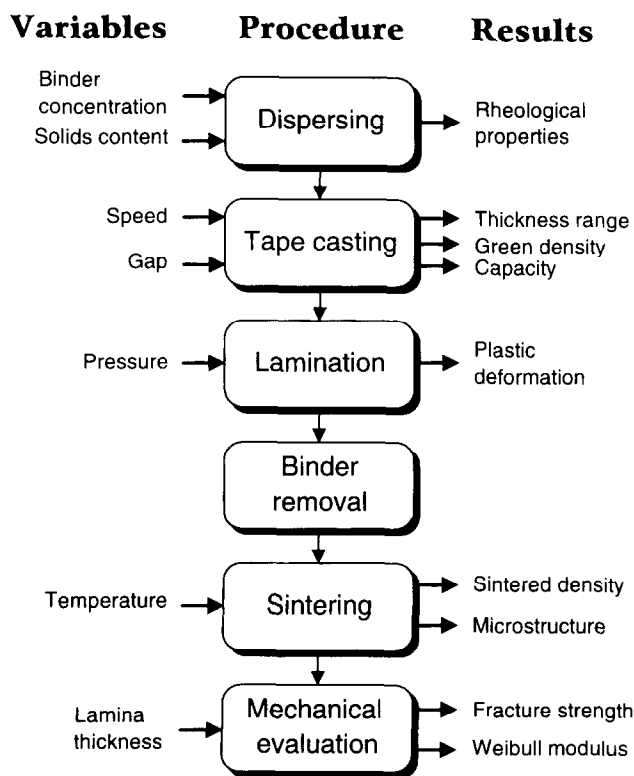 Variables Procedure Results
Binder
concentration
Solids content
Dispersing
Rheological
properties
Speed
Gap
Tape casting
Thickness range
Green density
Capacity
Pressure
Lamination
Plastic
deformation
Binder
removal
Temperature
Sintering
Sintered density
Microstructure
Lamina
thickness
Mechanical
evaluation
Fracture strength
Weibull modulus